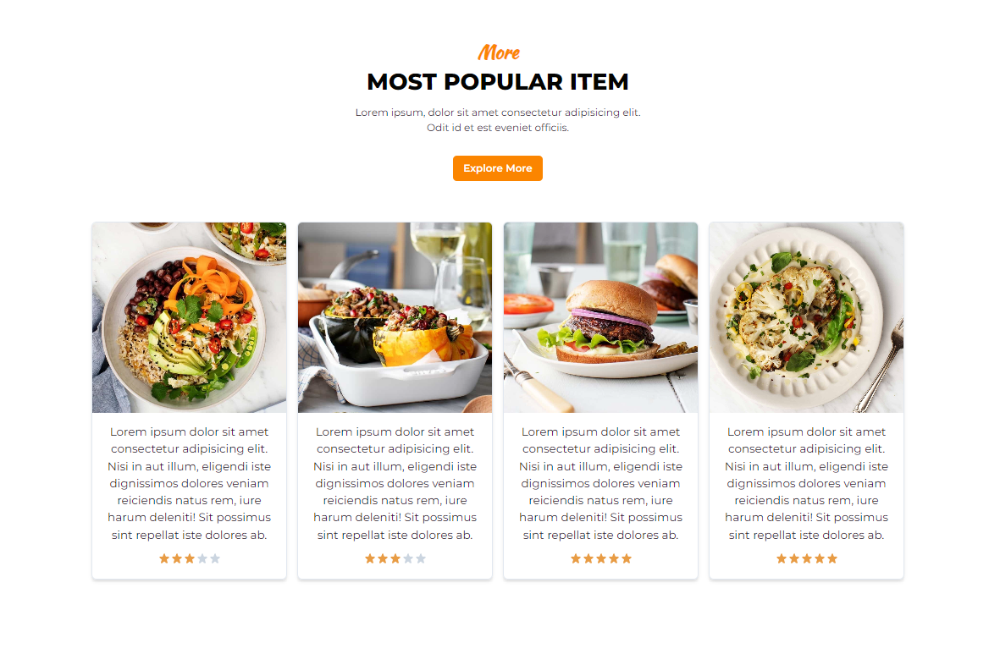 More
MOST POPULAR ITEM
Lorem ipsum, dolor sit amet consectetur adipisicing elit.
Odit id et est eveniet officiis.
Explore More
Lorem ipsum dolor sit amet
consectetur adipisicing elit.
Nisi in aut illum, eligendi iste
dignissimos dolores veniam
reiciendis natus rem, iure
harum deleniti! Sit possimus
sint repellat iste dolores ab.
Lorem ipsum dolor sit amet
consectetur adipisicing elit.
Nisi in aut illum, eligendi iste
dignissimos dolores veniam
reiciendis natus rem, iure
harum deleniti! Sit possimus
sint repellat iste dolores ab.
Lorem ipsum dolor sit amet
consectetur adipisicing elit.
Nisi in aut illum, eligendi iste
dignissimos dolores veniam
reiciendis natus rem, iure
harum deleniti! Sit possimus
sint repellat iste dolores ab.
Lorem ipsum dolor sit amet
consectetur adipisicing elit.
Nisi in aut illum, eligendi iste
dignissimos dolores veniam
reiciendis natus rem, iure
harum deleniti! Sit possimus
sint repellat iste dolores ab.